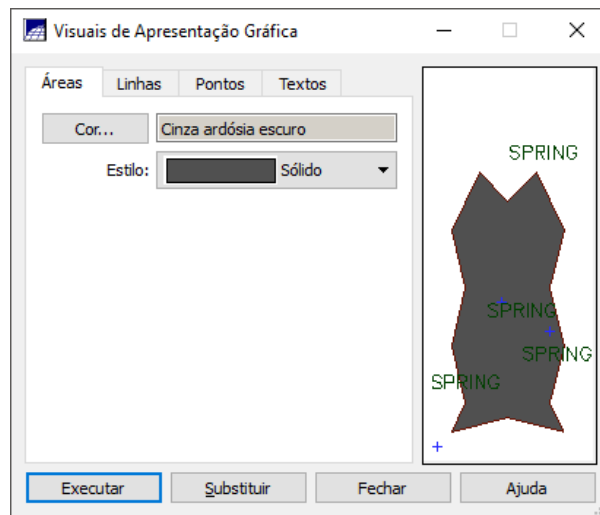 Visuais de Apresentação Gráfica
Áreas Linhas Pontos Textos
Cor... Cinza ardósia escuro
Estilo: Sólido
SPRING
SPRING
SPRING
SPRING
Executar Substituir Fechar Ajuda